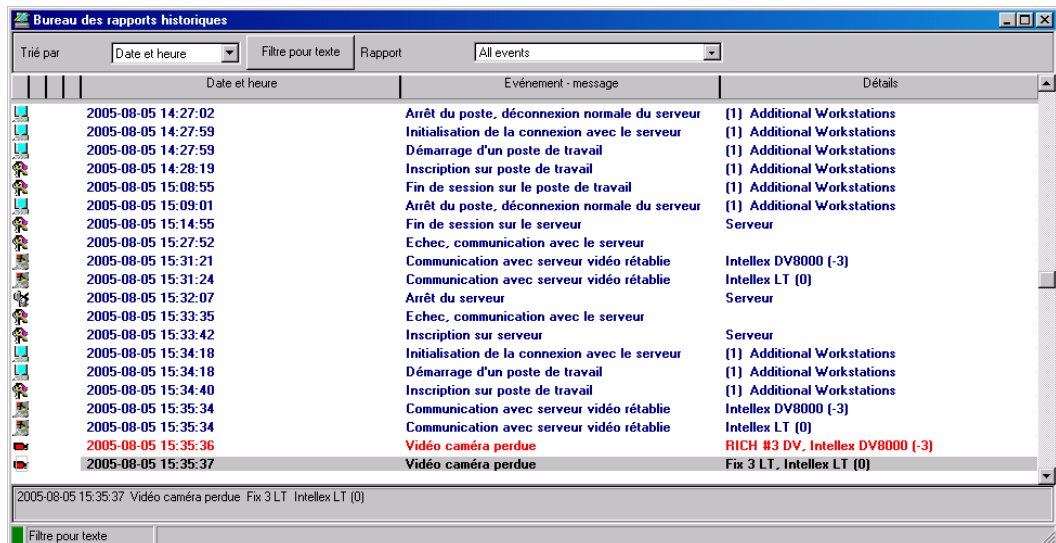 Bureau des rapports historiques
Trié par Date et heure Filtre pour texte Rapport All events
Date et heure Evénement - message Détails
2005-08-05 14:27:02 Arrêt du poste, déconnexion normale du serveur (1) Additional Workstations
2005-08-05 14:27:59 Initialisation de la connexion avec le serveur (1) Additional Workstations
2005-08-05 14:27:59 Démarrage d'un poste de travail (1) Additional Workstations
2005-08-05 14:28:19 Inscription sur poste de travail (1) Additional Workstations
2005-08-05 15:08:55 Fin de session sur le poste de travail (1) Additional Workstations
2005-08-05 15:09:01 Arrêt du poste, déconnexion normale du serveur (1) Additional Workstations
2005-08-05 15:14:55 Fin de session sur le serveur Serveur
2005-08-05 15:27:52 Echec, communication avec le serveur
2005-08-05 15:31:21 Communication avec serveur vidéo rétablie Intellex DV8000 (-3)
2005-08-05 15:31:24 Communication avec serveur vidéo rétablie Intellex LT (0)
2005-08-05 15:32:07 Arrêt du serveur Serveur
2005-08-05 15:33:35 Echec, communication avec le serveur
2005-08-05 15:33:42 Inscription sur serveur Serveur
2005-08-05 15:34:18 Initialisation de la connexion avec le serveur (1) Additional Workstations
2005-08-05 15:34:18 Démarrage d'un poste de travail (1) Additional Workstations
2005-08-05 15:34:40 Inscription sur poste de travail (1) Additional Workstations
2005-08-05 15:35:34 Communication avec serveur vidéo rétablie Intellex DV8000 (-3)
2005-08-05 15:35:34 Communication avec serveur vidéo rétablie Intellex LT (0)
2005-08-05 15:35:36 Vidéo caméra perdue RICH #3 DV, Intellex DV8000 (-3)
2005-08-05 15:35:37 Vidéo caméra perdue Fix 3 LT, Intellex LT (0)
2005-08-05 15:35:37 Vidéo caméra perdue Fix 3 LT Intellex LT (0)
Filtre pour texte